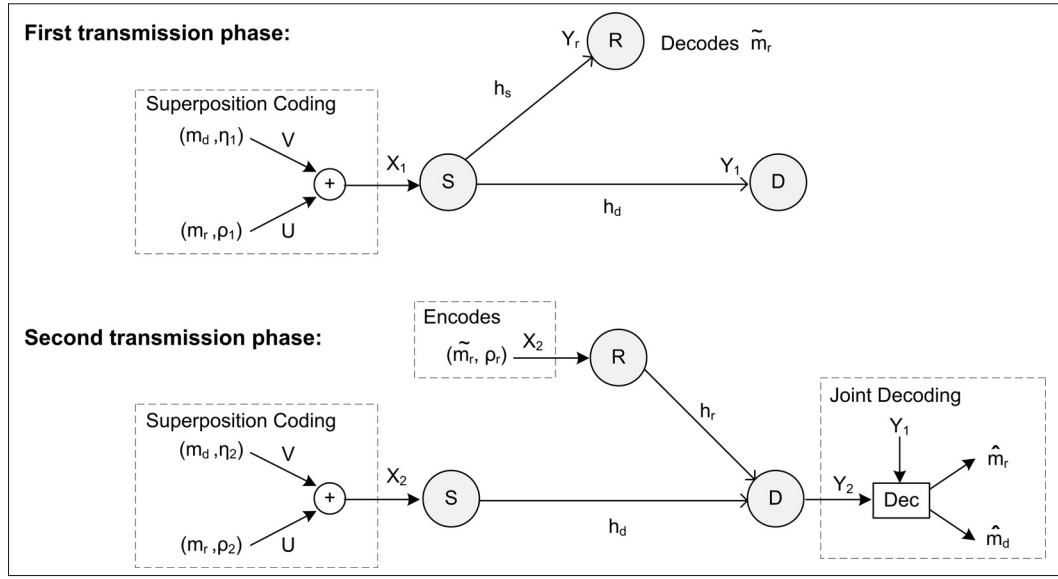 First transmission phase:
Y_r
R
Decodes m̃_r
h_s
Superposition Coding
(m_d ,η_1)
V
X_1
+
S
Y_1
D
h_d
(m_r ,ρ_1)
U
Second transmission phase:
Encodes
(m̃_r, ρ_r)
X_2
R
h_r
Superposition Coding
(m_d ,η_2)
V
X_2
+
S
h_d
D
Y_2
(m_r ,ρ_2)
U
Joint Decoding
Y_1
Dec
m̂_r
m̂_d